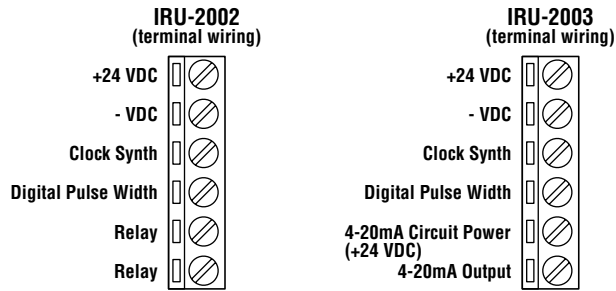 IRU-2002
(terminal wiring)
+24 VDC
- VDC
Clock Synth
Digital Pulse Width
Relay
Relay
IRU-2003
(terminal wiring)
+24 VDC
- VDC
Clock Synth
Digital Pulse Width
4-20mA Circuit Power
(+24 VDC)
4-20mA Output